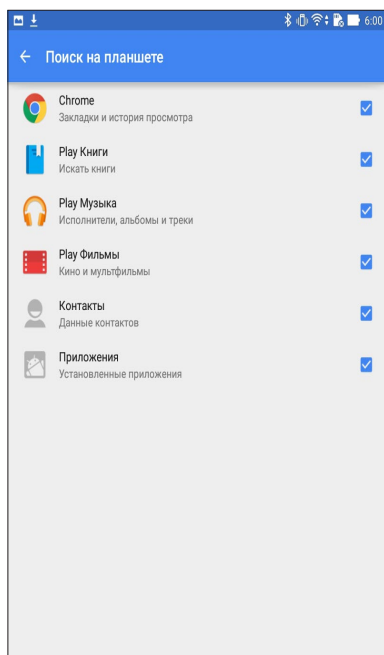 6:00
Поиск на планшете
Chrome
Закладки и история просмотра
Play Книги
Искать книги
Play Музыка
Исполнители, альбомы и треки
Play Фильмы
Кино и мультфильмы
Контакты
Данные контактов
Приложения
Установленные приложения